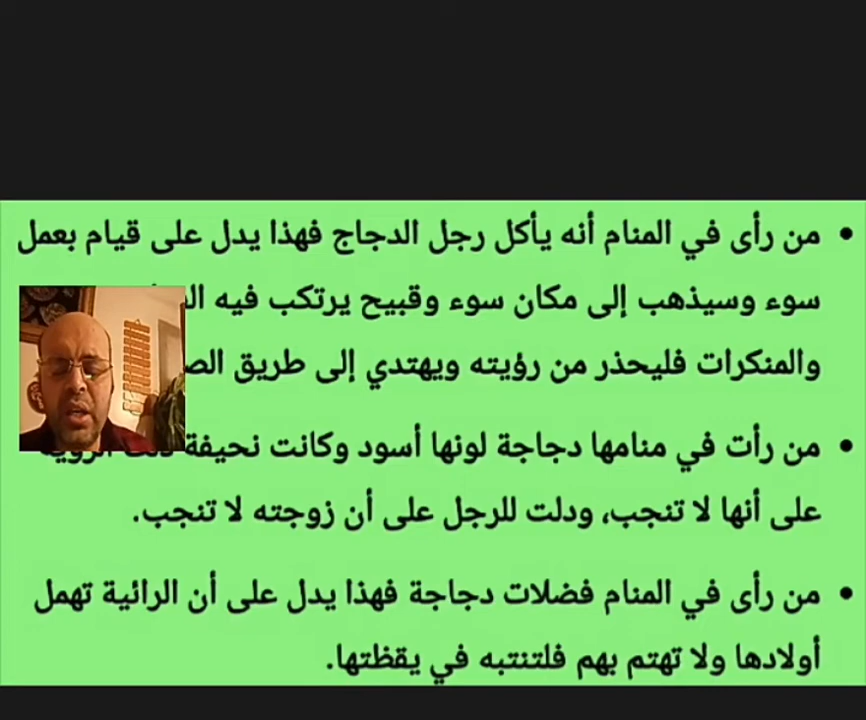 • من رأى في المنام أنه يأكل رجل الدجاج فهذا يدل على قيام بعمل
سوء وسيذهب إلى مكان سوء وقبيح يرتكب فيه
والمنكرات فليحذر من رؤيته ويهتدي إلى طريق
• من رأت في منامها دجاجة لونها أسود وكانت نحيفة
على أنها لا تنجب، ودلت للرجل على أن زوجته لا تنجب.
• من رأى في المنام فضلات دجاجة فهذا يدل على أن الرائية تهمل
أولادها ولا تهتم بهم فلتنتبه في يقظتها.